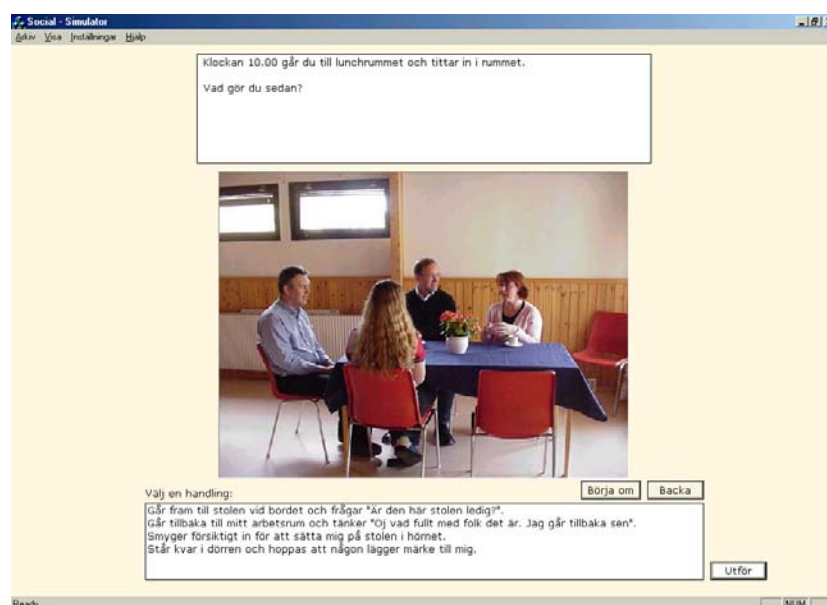 Social - Simulator
Arkiv Visa Inställningar Hjälp
Klockan 10.00 går du till lunchrummet och tittar in i rummet.
Vad gör du sedan?
Välj en handling:
Börja om Backa
Går fram till stolen vid bordet och frågar "Är den här stolen ledig?".
Går tillbaka till mitt arbetsrum och tänker "Oj vad fullt med folk det är. Jag går tillbaka sen".
Smyger försiktigt in för att sätta mig på stolen i hörnet.
Står kvar i dörren och hoppas att någon lägger märke till mig.
Utför
Ready NUM